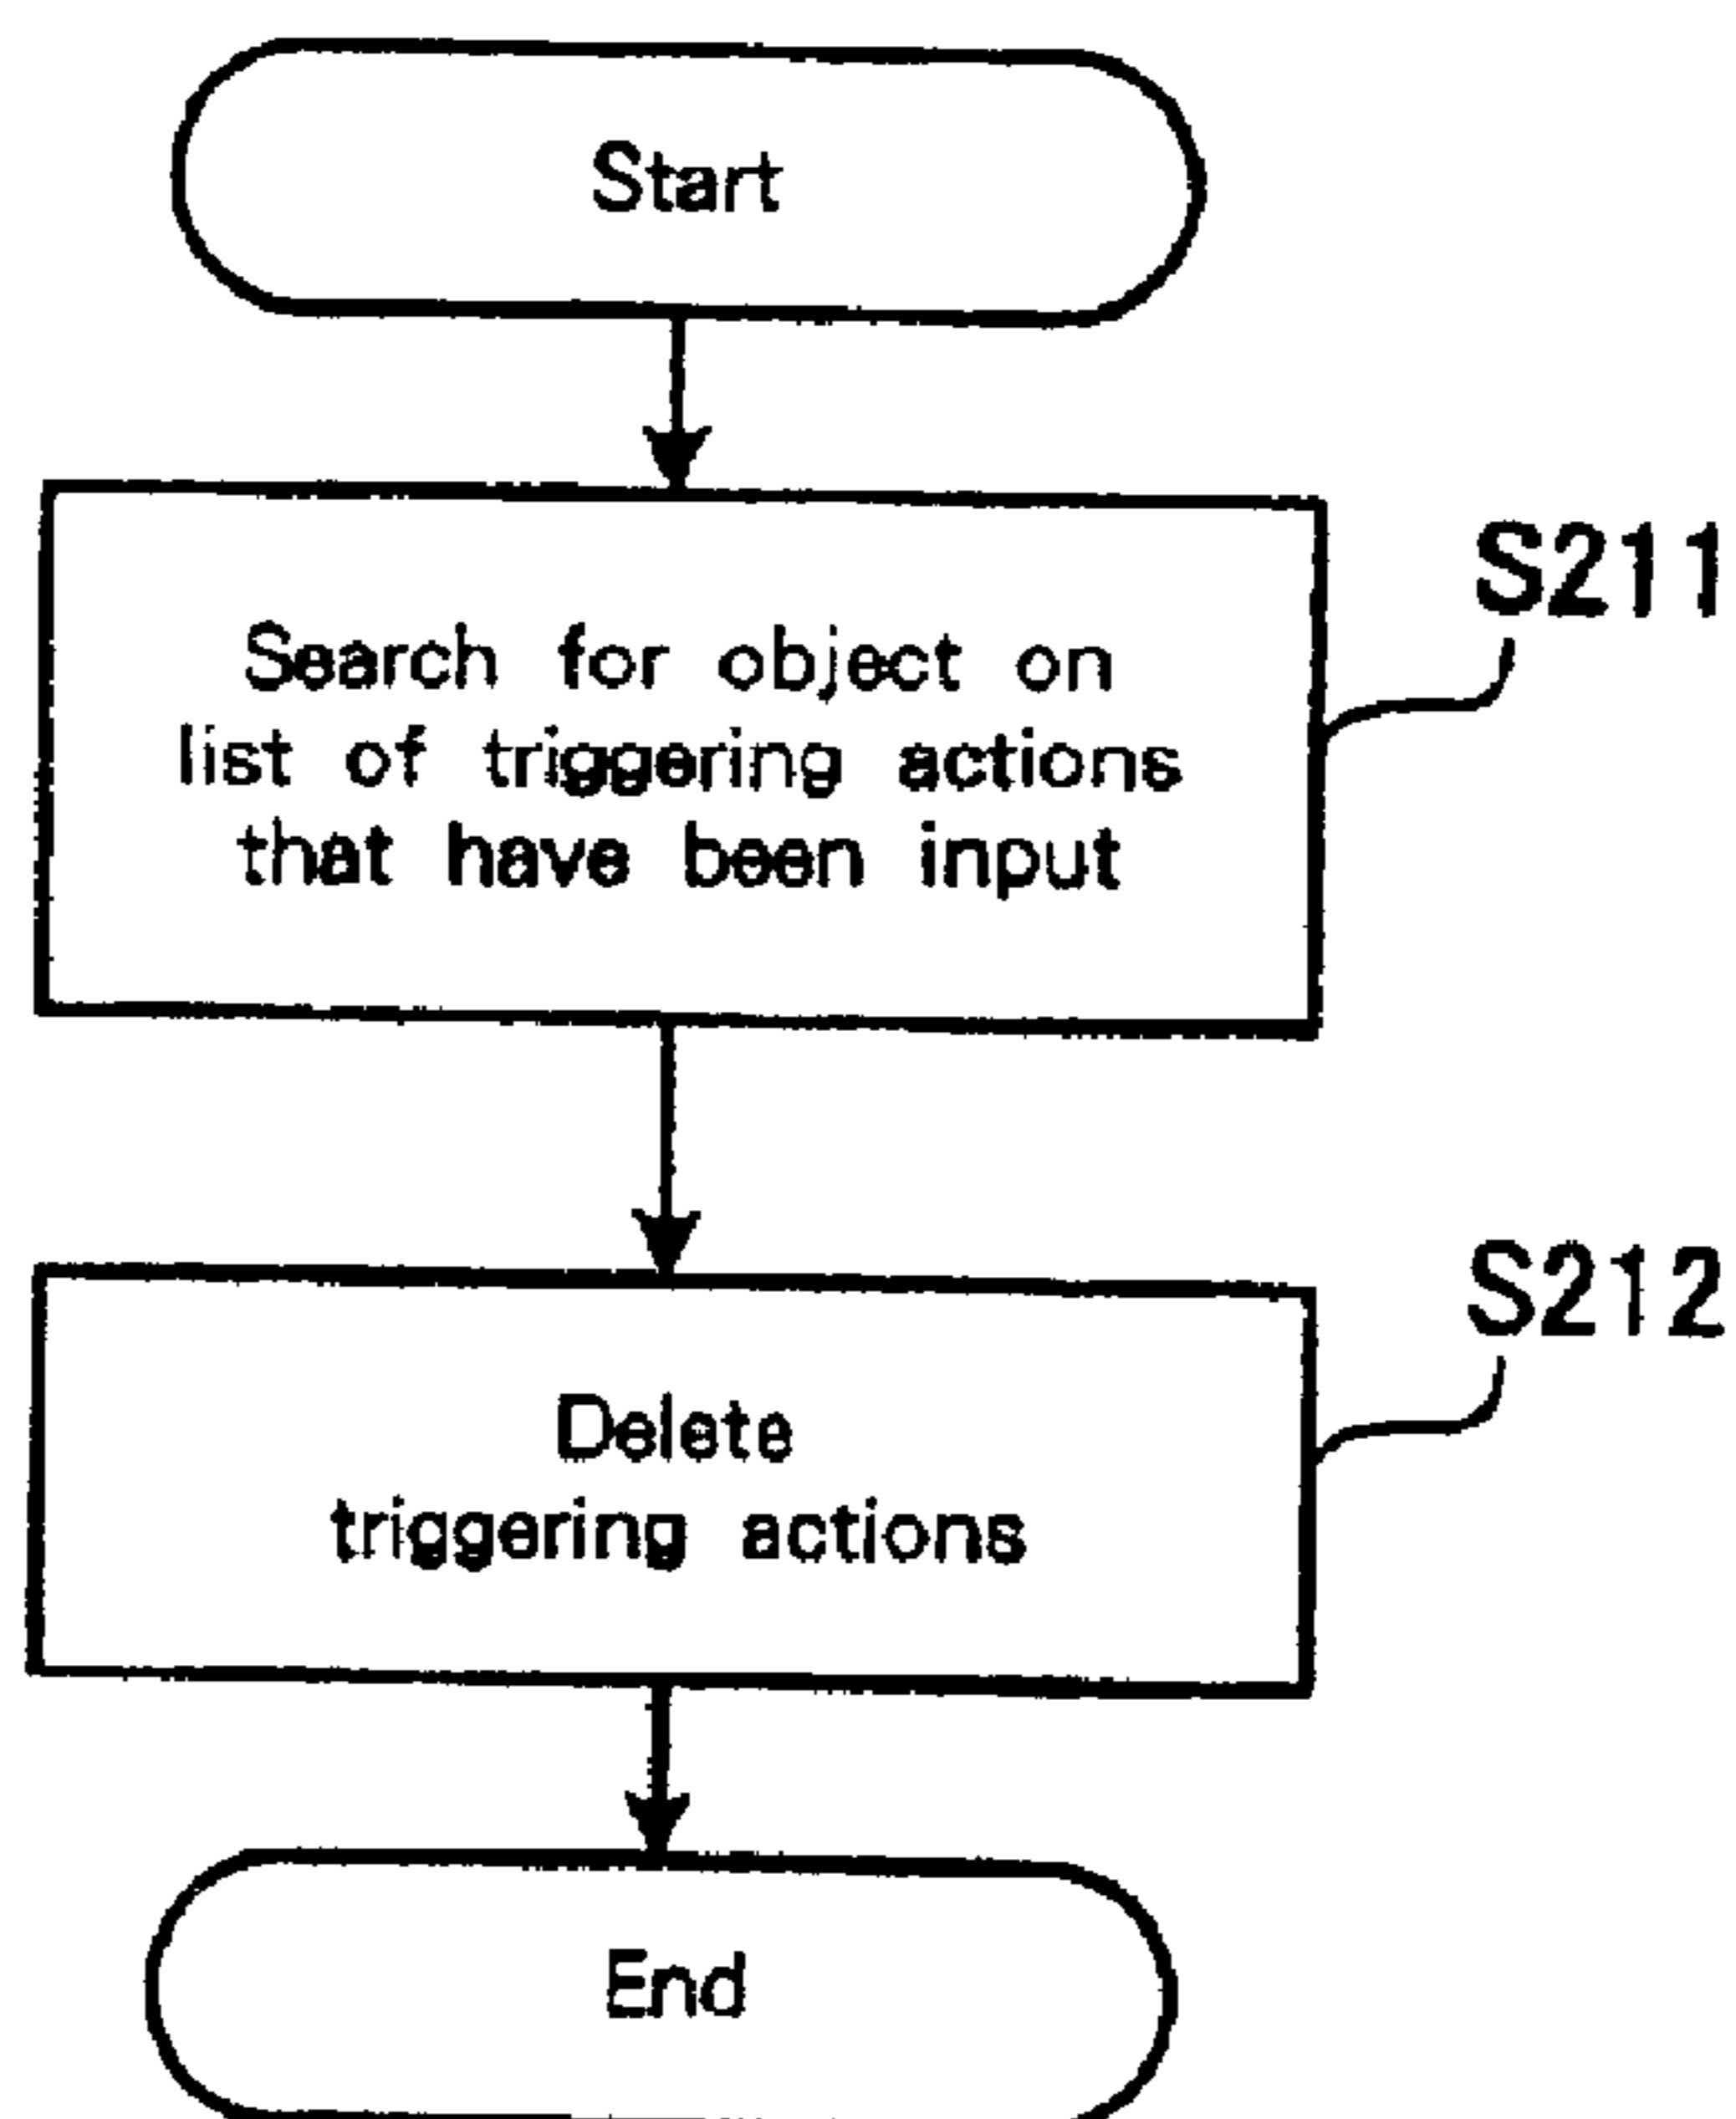 Start
S211
Search for object on
list of triggering actions
that have been input
S212
Delete
triggering actions
End